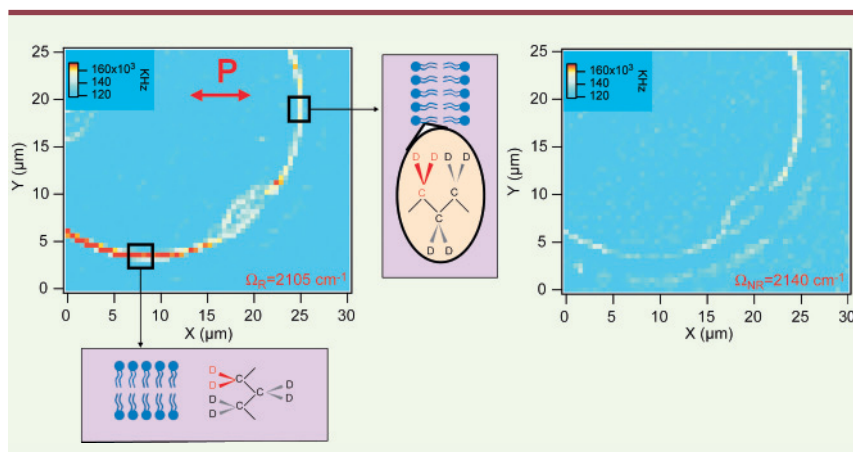 25
20
15
10
5
0
Y (µm)
160x10³
140
120
KHz
P
Ω_R=2105 cm⁻¹
0 5 10 15 20 25 30
X (µm)
D D D D
C C
C
D D
D
D
C
C
D
D
D
D
C
25
20
15
10
5
0
Y (µm)
160x10³
140
120
KHz
Ω_NR=2140 cm⁻¹
0 5 10 15 20 25 30
X (µm)